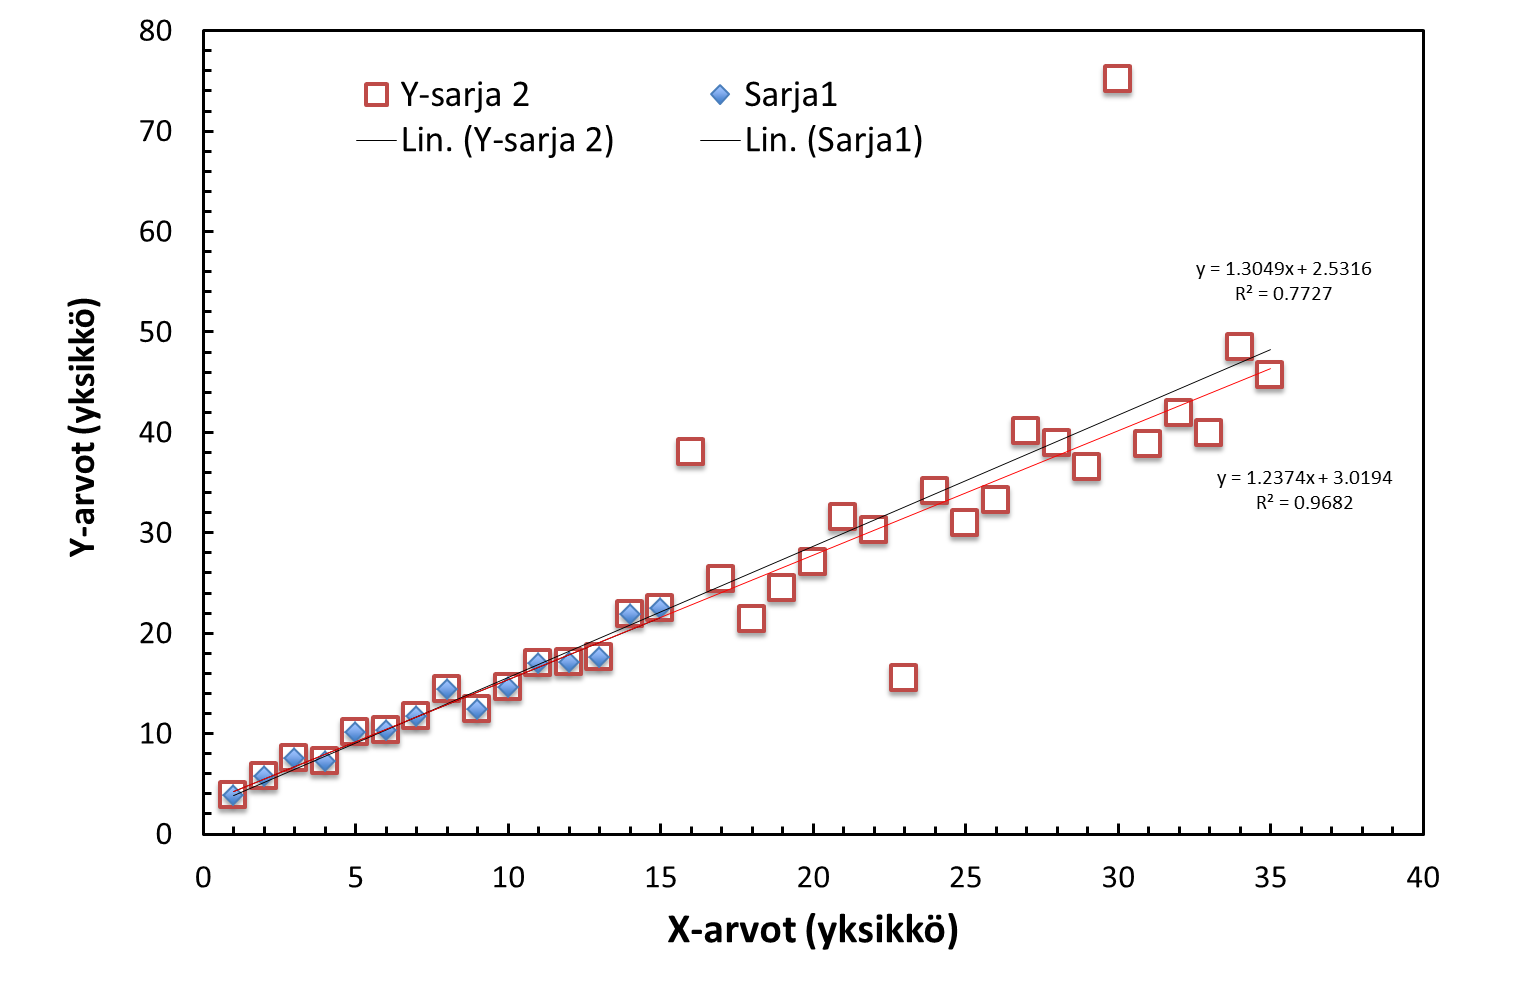 80
70
60
50
40
30
20
10
0
Y-arvot (yksikkö)
Y-sarja 2
Sarja1
Lin. (Y-sarja 2)
Lin. (Sarja1)
y = 1.3049x + 2.5316
R² = 0.7727
y = 1.2374x + 3.0194
R² = 0.9682
0 5 10 15 20 25 30 35 40
X-arvot (yksikkö)